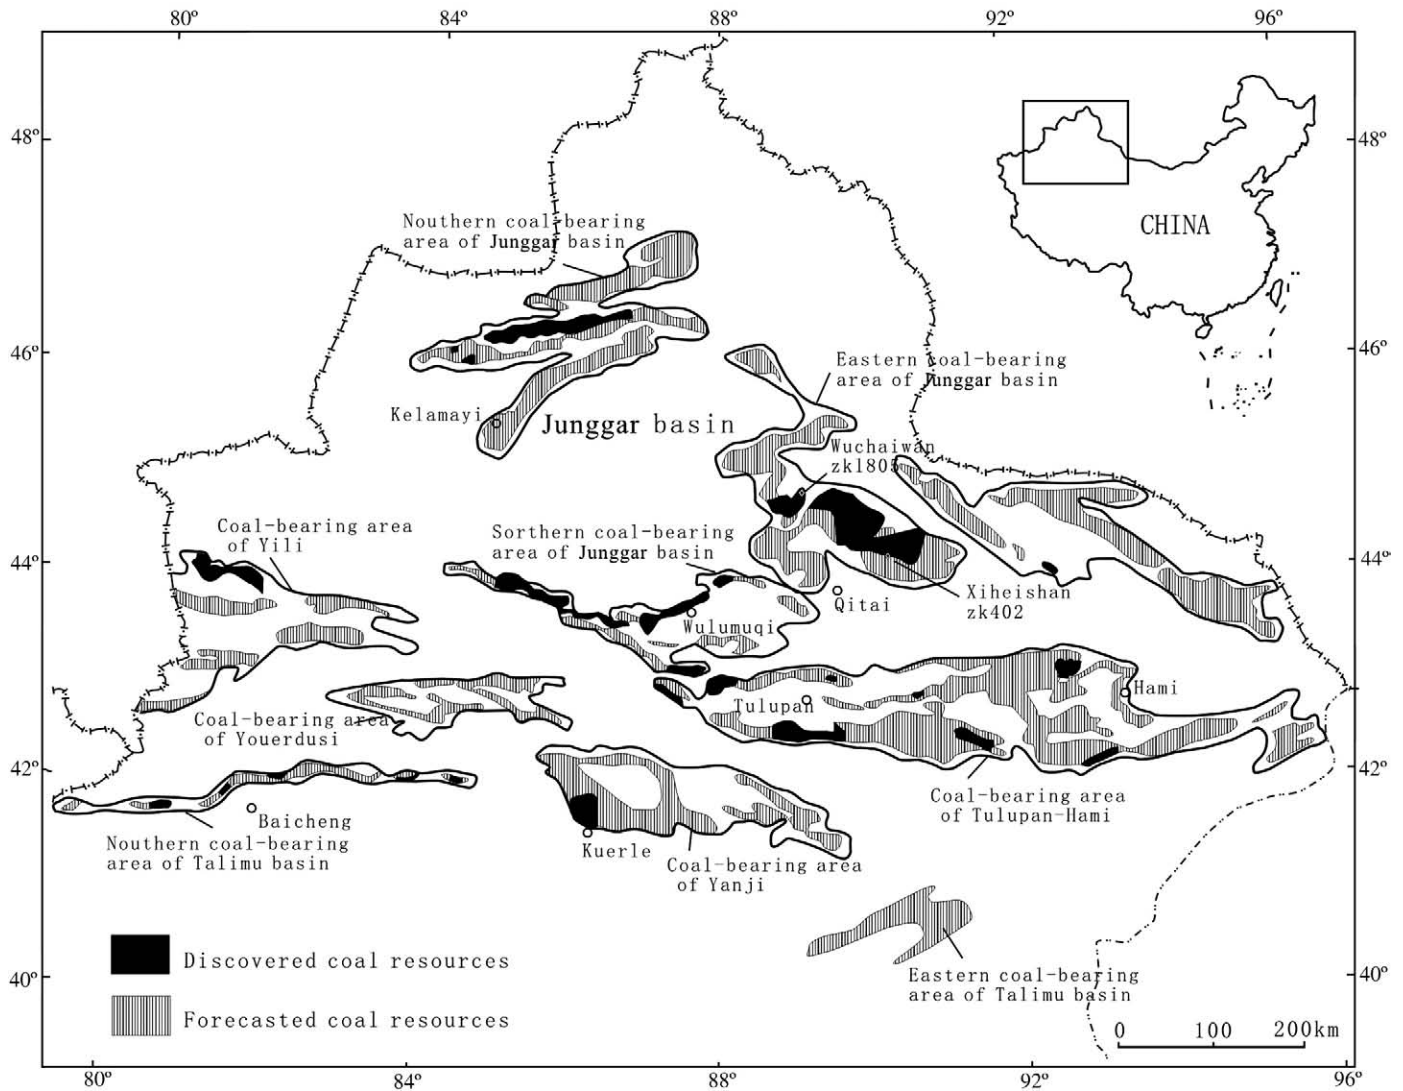 80° 84° 88° 92° 96°
48° 48°
CHINA
Nouthern coal-bearing
area of Junggar basin
46° 46°
Eastern coal-bearing
area of Junggar basin
Kelamayi
Junggar basin
Wuchaiwan
zk1805
Coal-bearing area
of Yili
Sorthern coal-bearing
area of Junggar basin
44° 44°
Xiheishan
zk402
Qitai
Wulumuqi
Hami
Tulupan
Coal-bearing area
of Youerdusi
42° 42°
Coal-bearing area
of Tulupan-Hami
Baicheng
Nouthern coal-bearing
area of Talimu basin
Kuerle
Coal-bearing area
of Yanji
Discovered coal resources
40° 40°
Eastern coal-bearing
area of Talimu basin
Forecasted coal resources
0 100 200km
80° 84° 88° 92° 96°